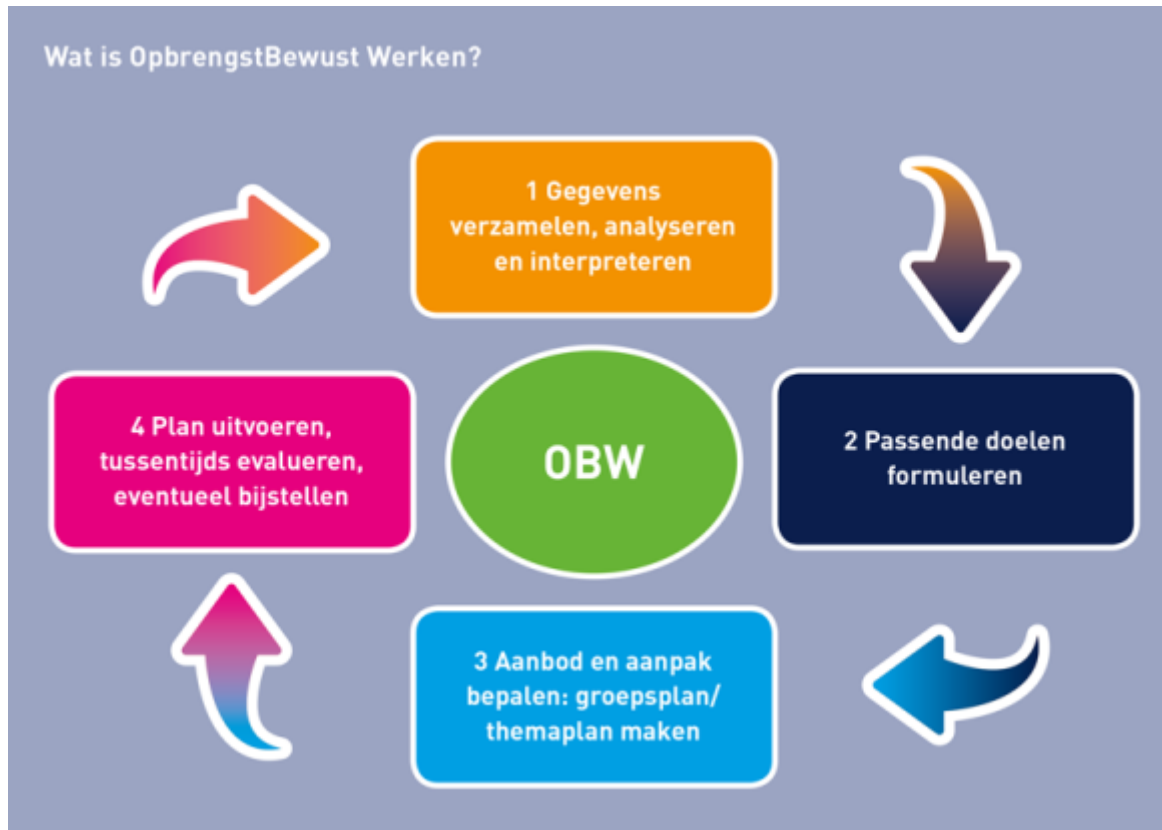 Wat is OpbrengstBewust Werken?
1 Gegevens
verzamelen, analyseren
en interpreteren
2 Passende doelen
formuleren
3 Aanbod en aanpak
bepalen: groepsplan/
themaplan maken
4 Plan uitvoeren,
tussentijds evalueren,
eventueel bijstellen
OBW